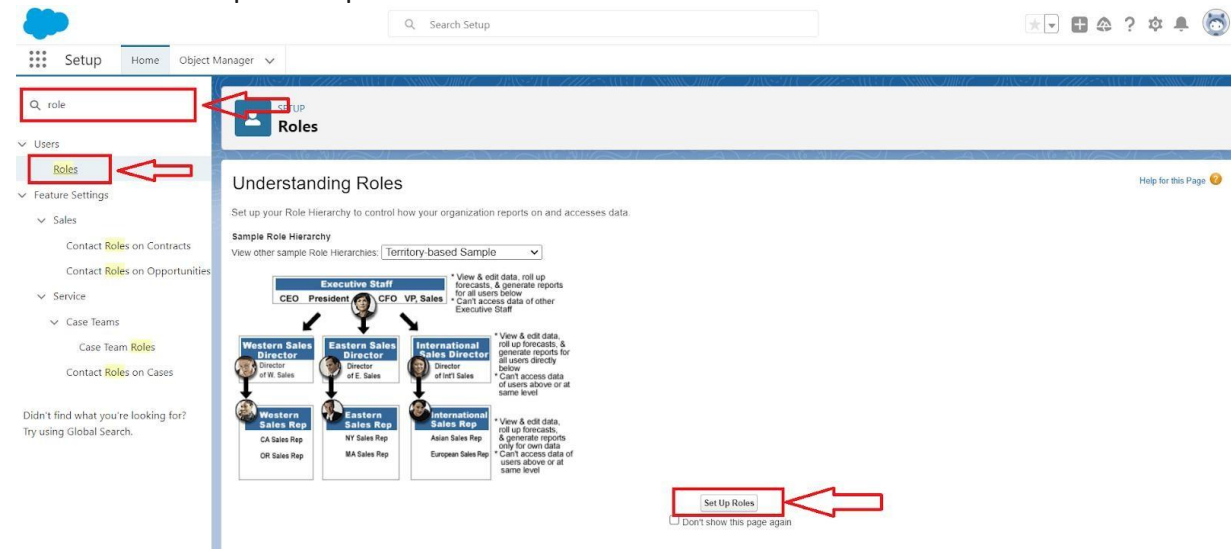 Search Setup
Setup
Home
Object Manager
role
Users
Roles
Feature Settings
Sales
Contact Roles on Contracts
Contact Roles on Opportunities
Service
Case Teams
Case Team Roles
Contact Roles on Cases
Didn't find what you're looking for?
Try using Global Search.
SETUP
Roles
Understanding Roles
Help for this Page
Set up your Role Hierarchy to control how your organization reports on and accesses data.
Sample Role Hierarchy
View other sample Role Hierarchies: Territory-based Sample
Executive Staff
CEO President CFO VP, Sales
* View & edit data, roll up
forecasts, & generate reports
for all users below
* Can't access data of other
Executive Staff
Western Sales
Director
Director
of W. Sales
Eastern Sales
Director
Director
of E. Sales
International
Sales Director
Director
of Int'l Sales
* View & edit data,
roll up forecasts, &
generate reports for
all users directly
below
* Can't access data
of users above or at
same level
Western
Sales Rep
CA Sales Rep
OR Sales Rep
Eastern
Sales Rep
NY Sales Rep
MA Sales Rep
International
Sales Rep
Asian Sales Rep
European Sales Rep
* View & edit data,
roll up forecasts,
& generate reports
only for own data
* Can't access data of
users above or at
same level
Set Up Roles
Don't show this page again